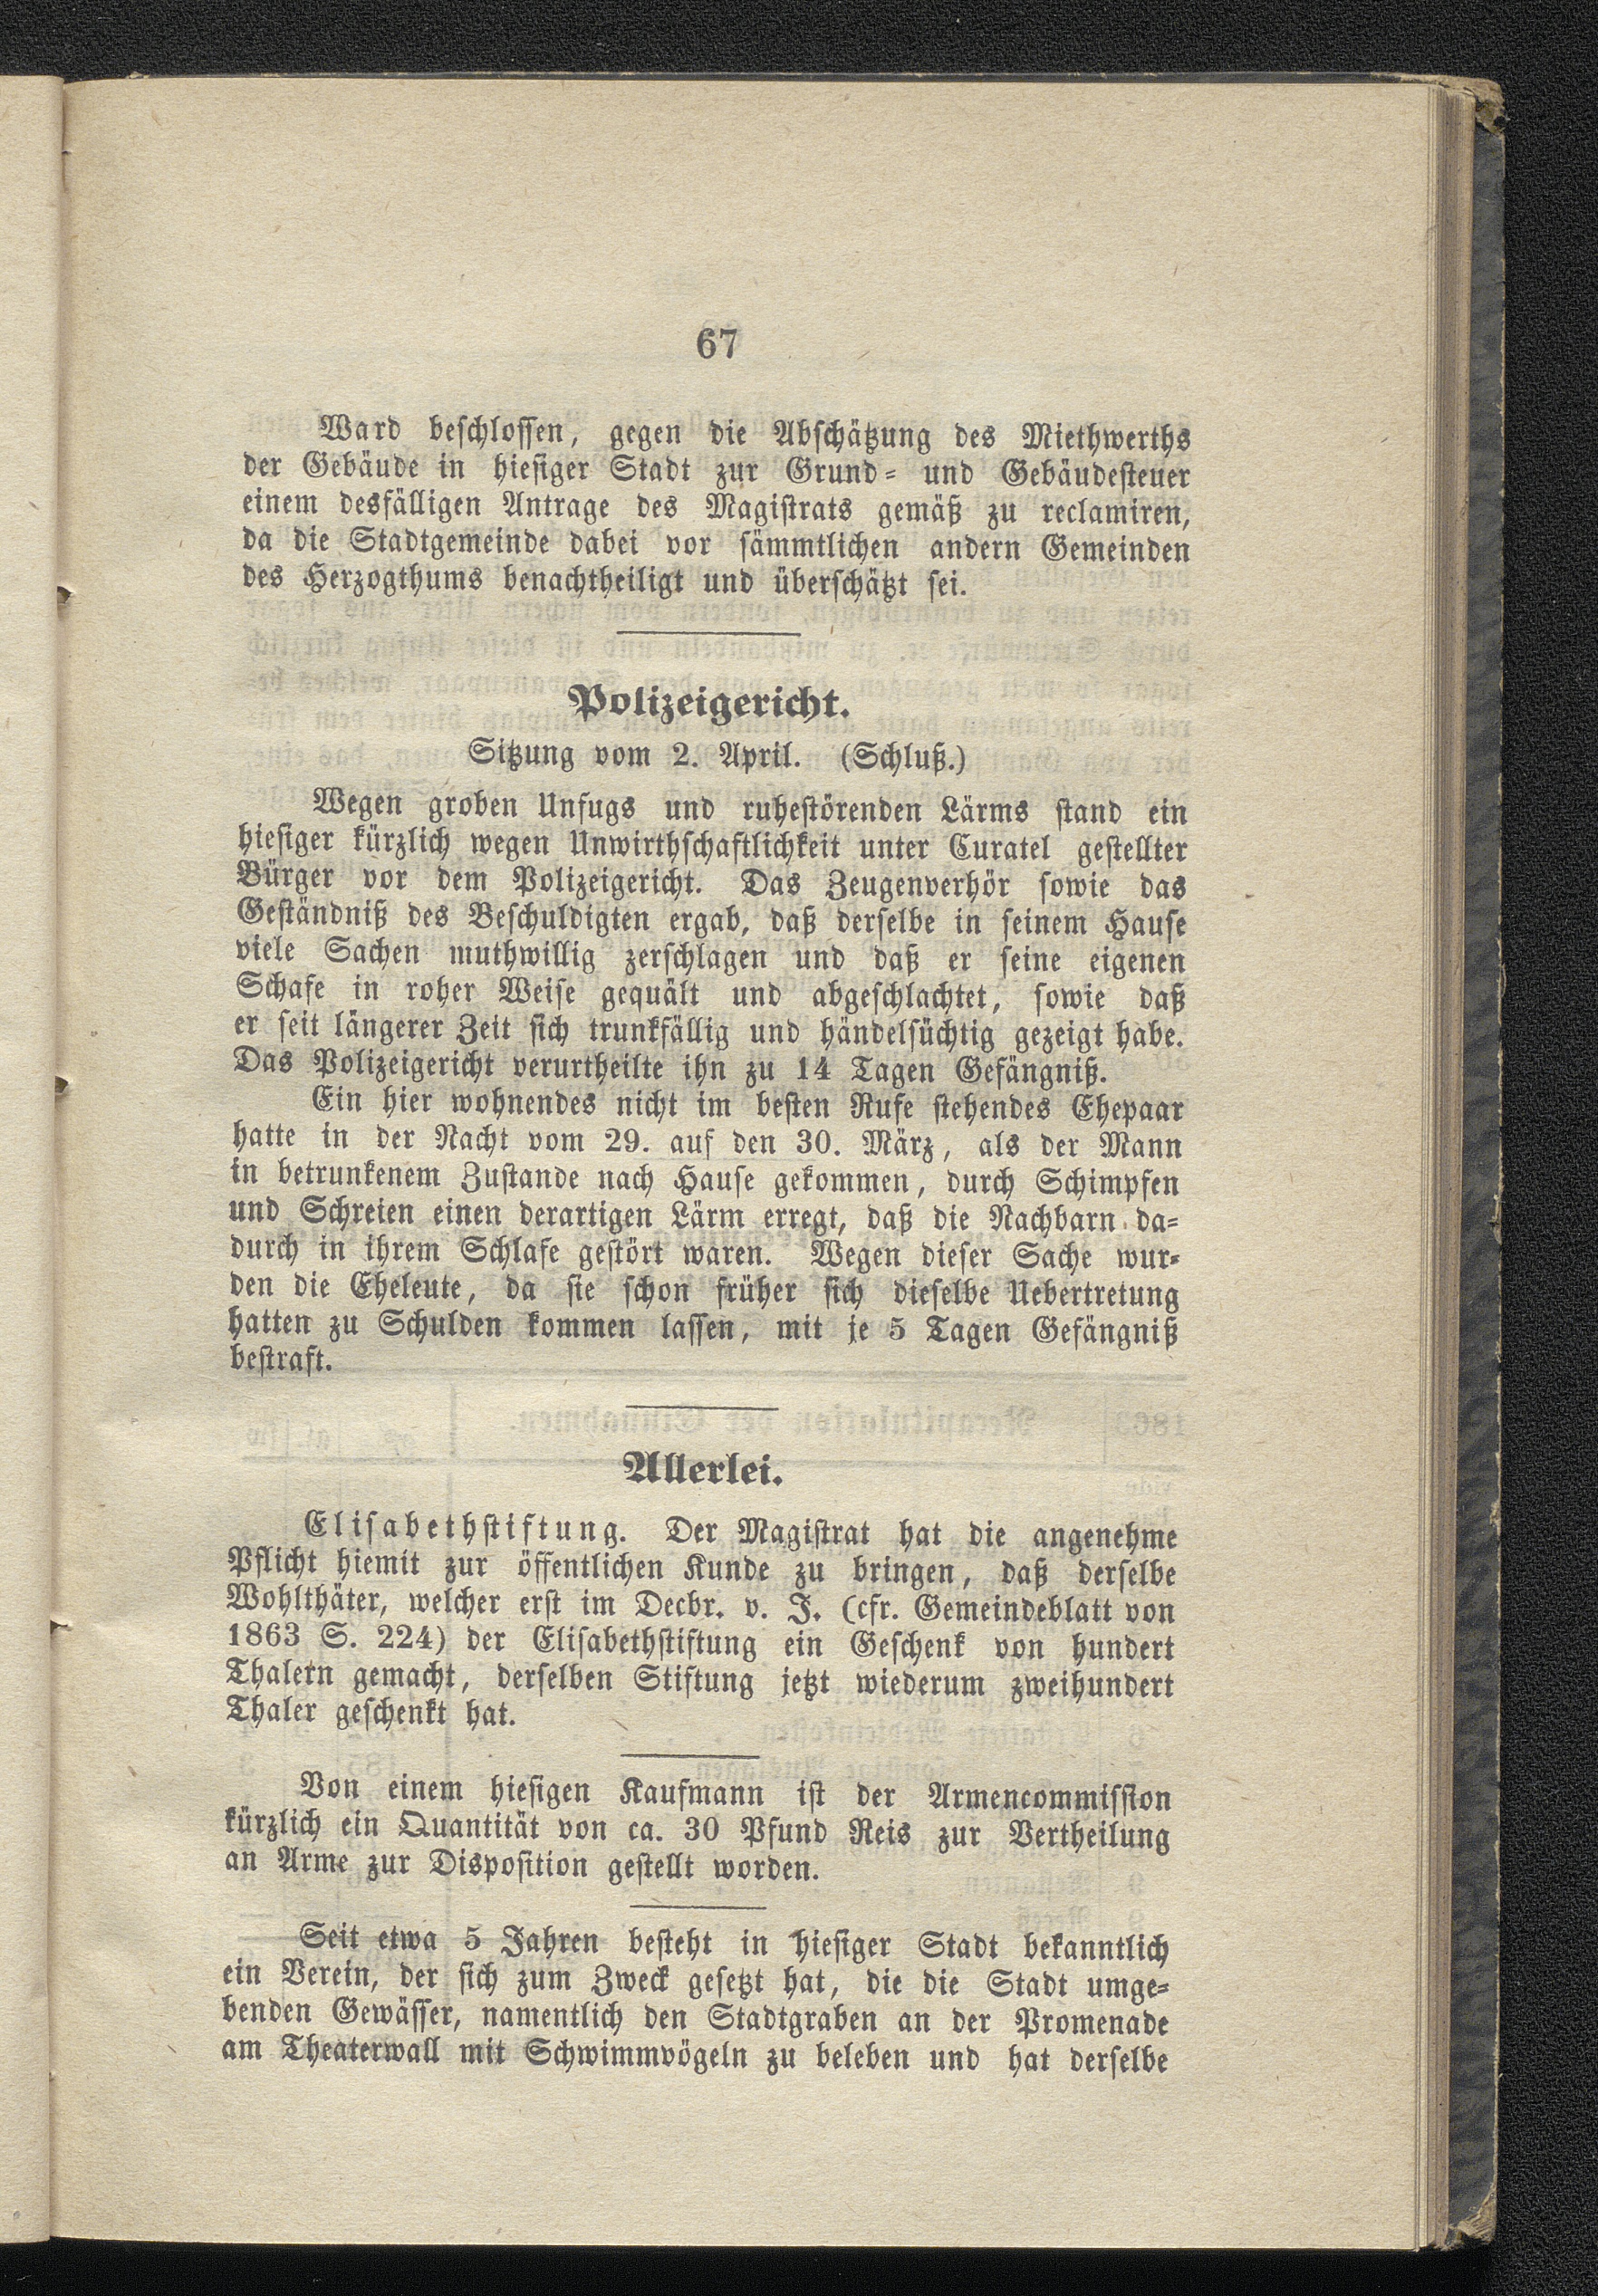 67
Ward beschlossen, gegen die Abschätzung des Miethwerths
der Gebäude in hiesiger Stadt zur Grund- und Gebäudesteuer
einem desfälligen Antrage des Magistrats gemäß zu reclamiren,
da die Stadtgemeinde dabei vor sämmtlichen andern Gemeinden
des Herzogthums benachtheiligt und überschätzt sei.
Polizeigericht.
Sitzung vom 2. April. (Schluß.)
Wegen groben Unfugs und ruhestörenden Lärms stand ein
hiesiger kürzlich wegen Unwirthschaftlichkeit unter Curatel gestellter
Bürger vor dem Polizeigericht. Das Zeugenverhör sowie das
Geständniß des Beschuldigten ergab, daß derselbe in seinem Hause
viele Sachen muthwillig zerschlagen und daß er seine eigenen
Schafe in roher Weise gequält und abgeschlachtet, sowie daß
er seit längerer Zeit sich trunkfällig und händelsüchtig gezeigt habe.
Das Polizeigericht verurtheilte ihn zu 14 Tagen Gefängniß.
Ein hier wohnendes nicht im besten Rufe stehendes Ehepaar
hatte in der Nacht vom 29. auf den 30. März, als der Mann
in betrunkenem Zustande nach Hause gekommen, durch Schimpfen
und Schreien einen derartigen Lärm erregt, daß die Nachbarn da-
durch in ihrem Schlafe gestört waren. Wegen dieser Sache wur-
den die Eheleute, da sie schon früher sich dieselbe Uebertretung
hatten zu Schulden kommen lassen, mit je 5 Tagen Gefängniß
bestraft.
Allerlei.
Elisabethstiftung. Der Magistrat hat die angenehme
Pflicht hiemit zur öffentlichen Kunde zu bringen, daß derselbe
Wohlthäter, welcher erst im Decbr. v. J. (cfr. Gemeindeblatt von
1863 S. 224) der Elisabethstiftung ein Geschenk von hundert
Thalern gemacht, derselben Stiftung jetzt wiederum zweihundert
Thaler geschenkt hat.
Von einem hiesigen Kaufmann ist der Armencommission
kürzlich ein Quantität von ca. 30 Pfund Reis zur Vertheilung
an Arme zur Disposition gestellt worden.
Seit etwa 5 Jahren besteht in hiesiger Stadt bekanntlich
ein Verein, der sich zum Zweck gesetzt hat, die die Stadt umge-
benden Gewässer, namentlich den Stadtgraben an der Promenade
am Theaterwall mit Schwimmvögeln zu beleben und hat derselbe